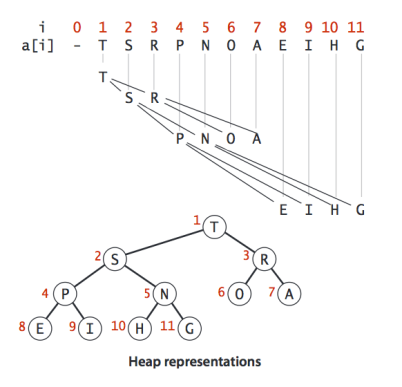 i 0 1 2 3 4 5 6 7 8 9 10 11
a[i] - T S R P N O A E I H G
T
S R
P N O A
E I H G
1 T
2 S 3 R
4 P 5 N 6 O 7 A
8 E 9 I 10 H 11 G
Heap representations